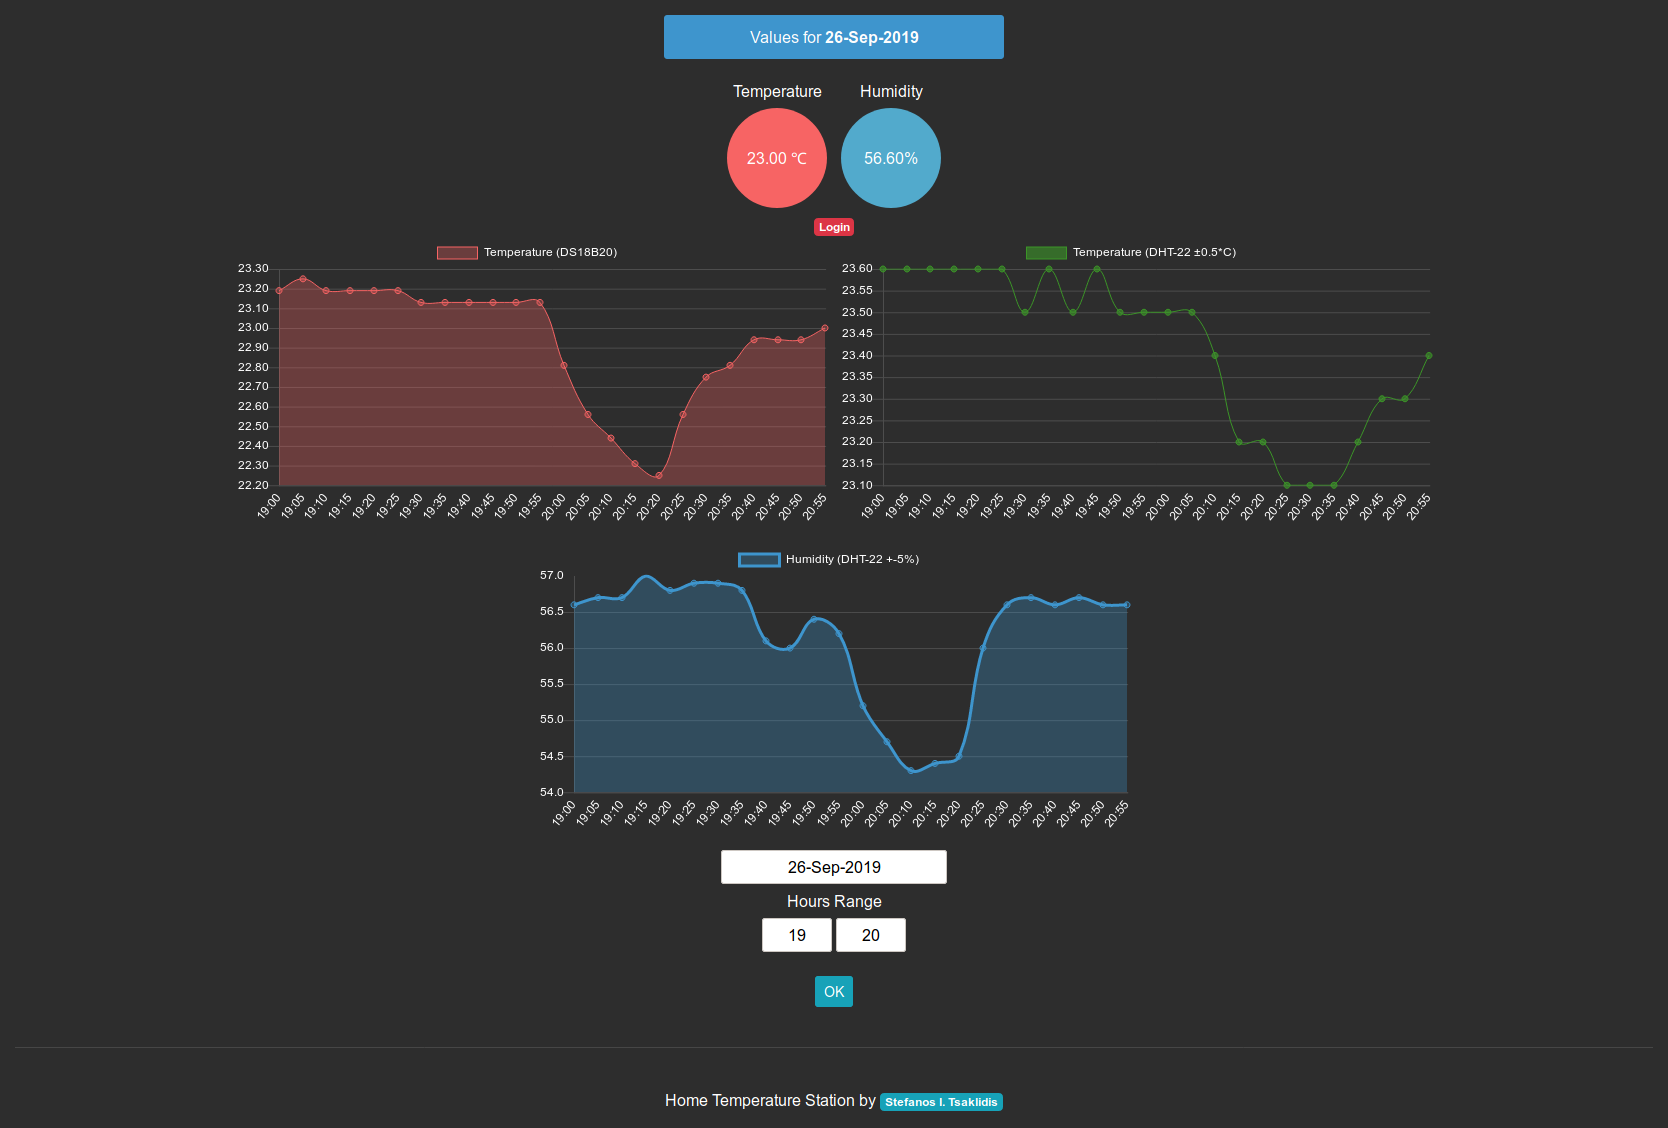 Values for 26-Sep-2019
Temperature Humidity
23.00 °C 56.60%
Login
Temperature (DS18B20)
23.30
23.20
23.10
23.00
22.90
22.80
22.70
22.60
22.50
22.40
22.30
22.20
19:00 19:05 19:10 19:15 19:20 19:25 19:30 19:35 19:40 19:45 19:50 19:55 20:00 20:05 20:10 20:15 20:20 20:25 20:30 20:35 20:40 20:45 20:50 20:55
Temperature (DHT-22 ±0.5*C)
23.60
23.55
23.50
23.45
23.40
23.35
23.30
23.25
23.20
23.15
23.10
19:00 19:05 19:10 19:15 19:20 19:25 19:30 19:35 19:40 19:45 19:50 19:55 20:00 20:05 20:10 20:15 20:20 20:25 20:30 20:35 20:40 20:45 20:50 20:55
Humidity (DHT-22 +-5%)
57.0
56.5
56.0
55.5
55.0
54.5
54.0
19:00 19:05 19:10 19:15 19:20 19:25 19:30 19:35 19:40 19:45 19:50 19:55 20:00 20:05 20:10 20:15 20:20 20:25 20:30 20:35 20:40 20:45 20:50 20:55
26-Sep-2019
Hours Range
19 20
OK
Home Temperature Station by Stefanos I. Tsaklidis